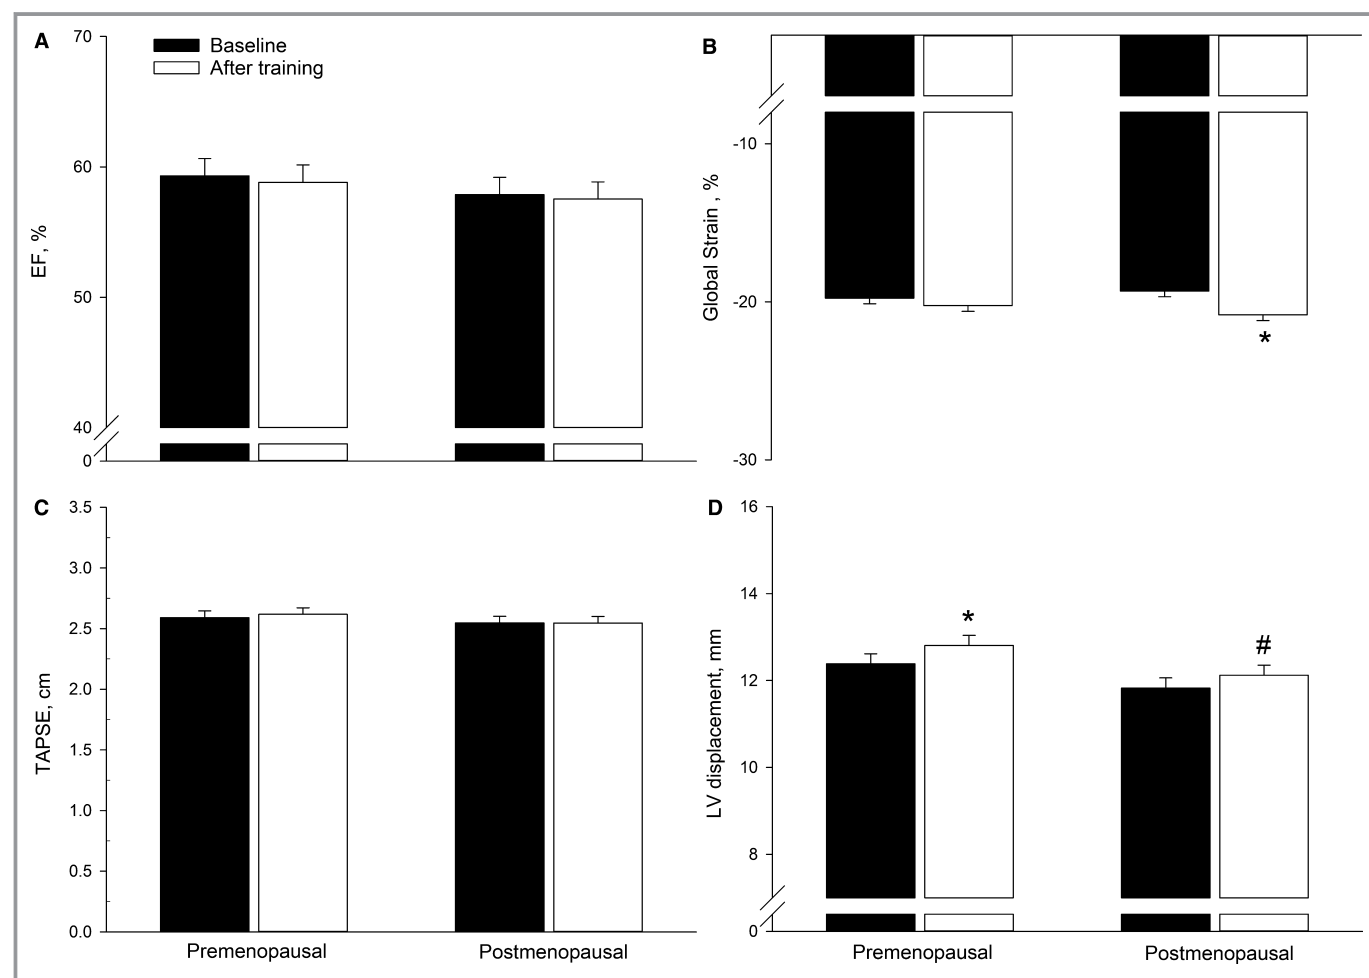 A
70
60
50
40
0
EF, %
Baseline
After training
B
-10
-20
-30
Global Strain , %
*
C
3.5
3.0
2.5
2.0
1.5
1.0
0.5
0.0
TAPSE, cm
Premenopausal
Postmenopausal
D
16
14
12
10
8
0
LV displacement, mm
*
#
Premenopausal
Postmenopausal